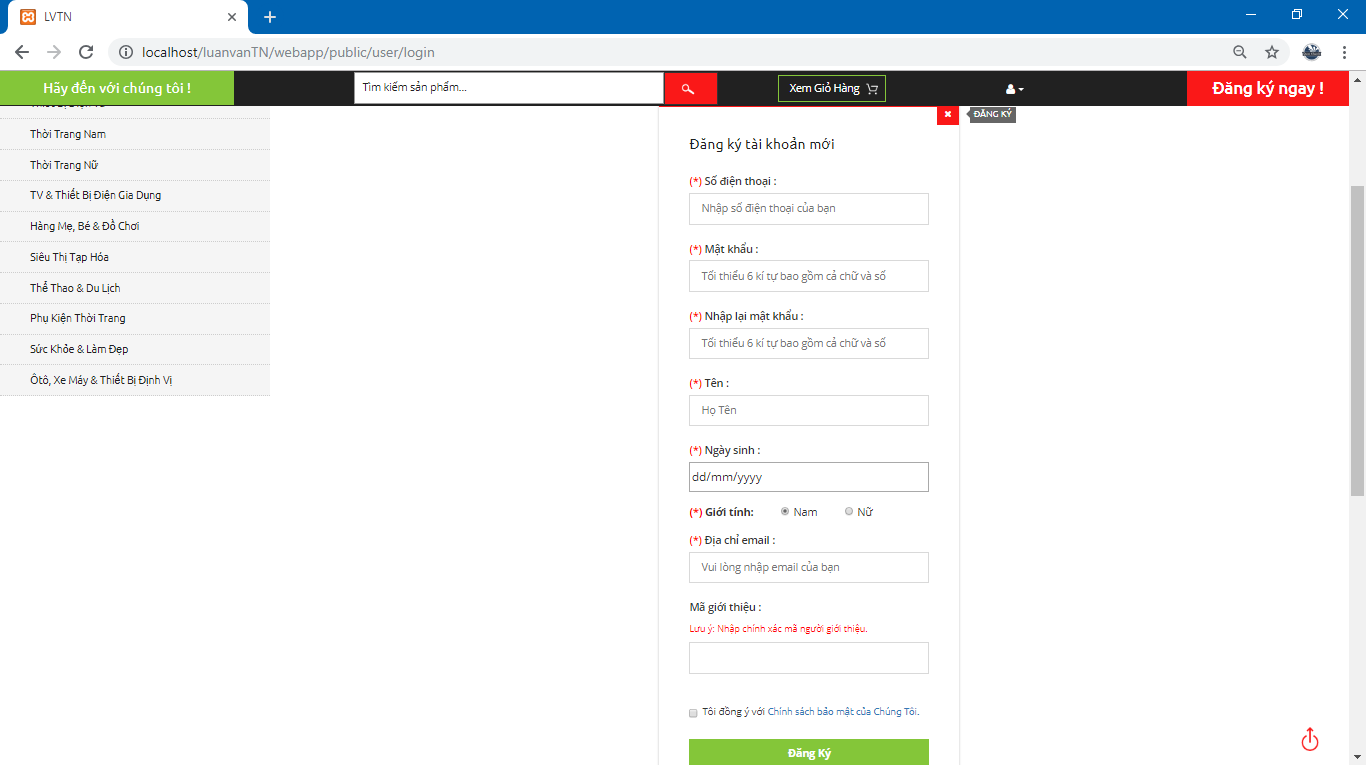 LVTN
localhost/luanvanTN/webapp/public/user/login
Hãy đến với chúng tôi !
Tìm kiếm sản phẩm...
Xem Giỏ Hàng
Đăng ký ngay !
ĐĂNG KÝ
Thời Trang Nam
Thời Trang Nữ
TV & Thiết Bị Điện Gia Dụng
Hàng Mẹ, Bé & Đồ Chơi
Siêu Thị Tạp Hóa
Thể Thao & Du Lịch
Phụ Kiện Thời Trang
Sức Khỏe & Làm Đẹp
Ôtô, Xe Máy & Thiết Bị Định Vị
Đăng ký tài khoản mới
(*) Số điện thoại :
Nhập số điện thoại của bạn
(*) Mật khẩu :
Tối thiểu 6 kí tự bao gồm cả chữ và số
(*) Nhập lại mật khẩu :
Tối thiểu 6 kí tự bao gồm cả chữ và số
(*) Tên :
Họ Tên
(*) Ngày sinh :
dd/mm/yyyy
(*) Giới tính: Nam Nữ
(*) Địa chỉ email :
Vui lòng nhập email của bạn
Mã giới thiệu :
Lưu ý: Nhập chính xác mã người giới thiệu.
Tôi đồng ý với Chính sách bảo mật của Chúng Tôi.
Đăng Ký